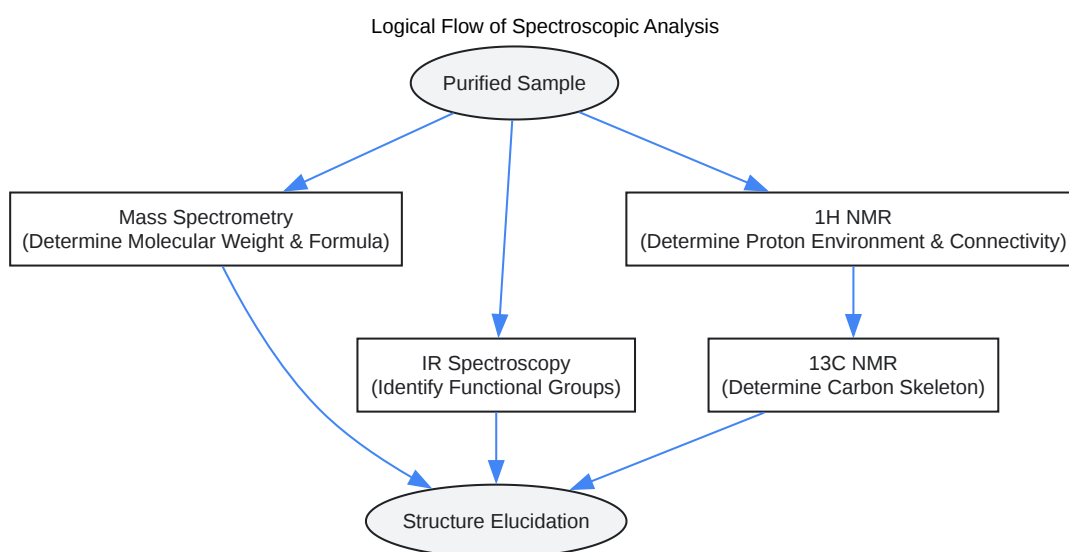 Logical Flow of Spectroscopic Analysis
Purified Sample
Mass Spectrometry
(Determine Molecular Weight & Formula)
1H NMR
(Determine Proton Environment & Connectivity)
IR Spectroscopy
(Identify Functional Groups)
13C NMR
(Determine Carbon Skeleton)
Structure Elucidation